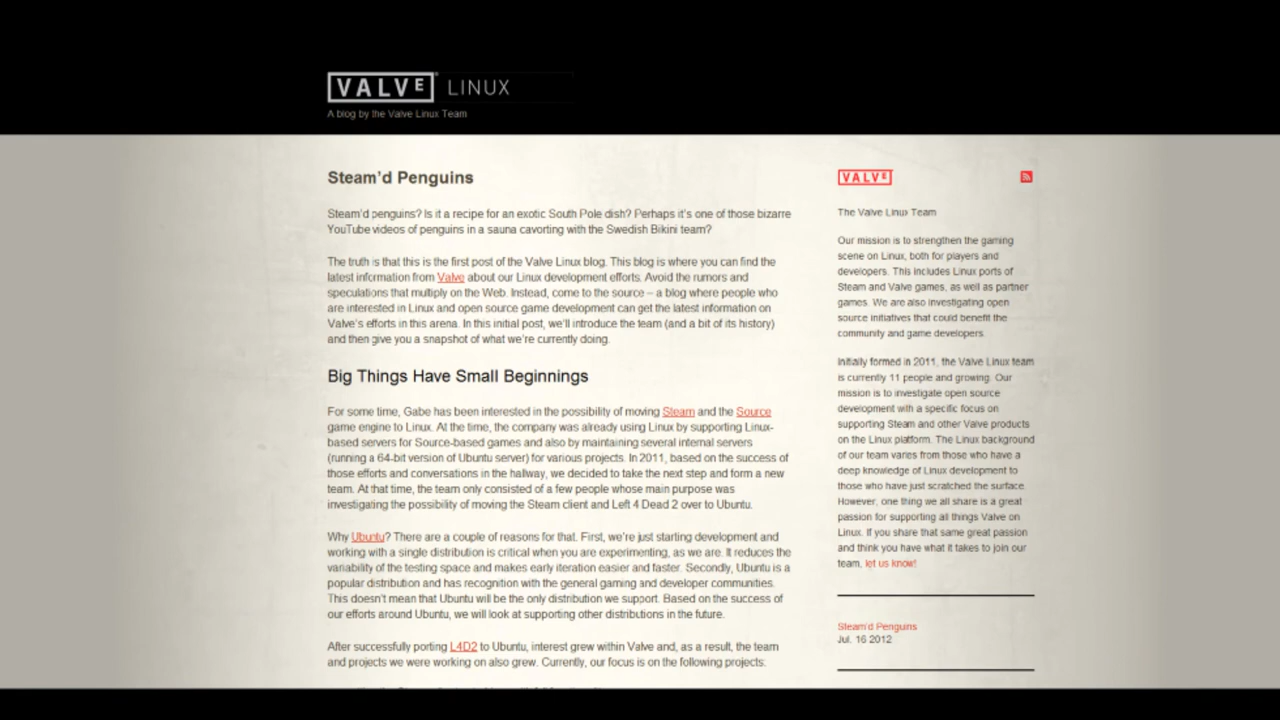 VALVE LINUX
A blog by the Valve Linux Team
Steam'd Penguins
Steam'd penguins? Is it a recipe for an exotic South Pole dish? Perhaps it's one of those bizarre
YouTube videos of penguins in a sauna cavorting with the Swedish Bikini team?
The truth is that this is the first post of the Valve Linux blog. This blog is where you can find the
latest information from Valve about our Linux development efforts. Avoid the rumors and
speculations that multiply on the Web. Instead, come to the source – a blog where people who
are interested in Linux and open source game development can get the latest information on
Valve's efforts in this arena. In this initial post, we'll introduce the team (and a bit of its history)
and then give you a snapshot of what we're currently doing.
Big Things Have Small Beginnings
For some time, Gabe has been interested in the possibility of moving Steam and the Source
game engine to Linux. At the time, the company was already using Linux by supporting Linux-
based servers for Source-based games and also by maintaining several internal servers
(running a 64-bit version of Ubuntu server) for various projects. In 2011, based on the success of
those efforts and conversations in the hallway, we decided to take the next step and form a new
team. At that time, the team only consisted of a few people whose main purpose was
investigating the possibility of moving the Steam client and Left 4 Dead 2 over to Ubuntu.
Why Ubuntu? There are a couple of reasons for that. First, we're just starting development and
working with a single distribution is critical when you are experimenting, as we are. It reduces the
variability of the testing space and makes early iteration easier and faster. Secondly, Ubuntu is a
popular distribution and has recognition with the general gaming and developer communities.
This doesn't mean that Ubuntu will be the only distribution we support. Based on the success of
our efforts around Ubuntu, we will look at supporting other distributions in the future.
After successfully porting L4D2 to Ubuntu, interest grew within Valve and, as a result, the team
and projects we were working on also grew. Currently, our focus is on the following projects:
VALVE
The Valve Linux Team
Our mission is to strengthen the gaming
scene on Linux, both for players and
developers. This includes Linux ports of
Steam and Valve games, as well as partner
games. We are also investigating open
source initiatives that could benefit the
community and game developers.
Initially formed in 2011, the Valve Linux team
is currently 11 people and growing. Our
mission is to investigate open source
development with a specific focus on
supporting Steam and other Valve products
on the Linux platform. The Linux background
of our team varies from those who have a
deep knowledge of Linux development to
those who have just scratched the surface.
However, one thing we all share is a great
passion for supporting all things Valve on
Linux. If you share that same great passion
and think you have what it takes to join our
team, let us know!
Steam'd Penguins
Jul. 16 2012